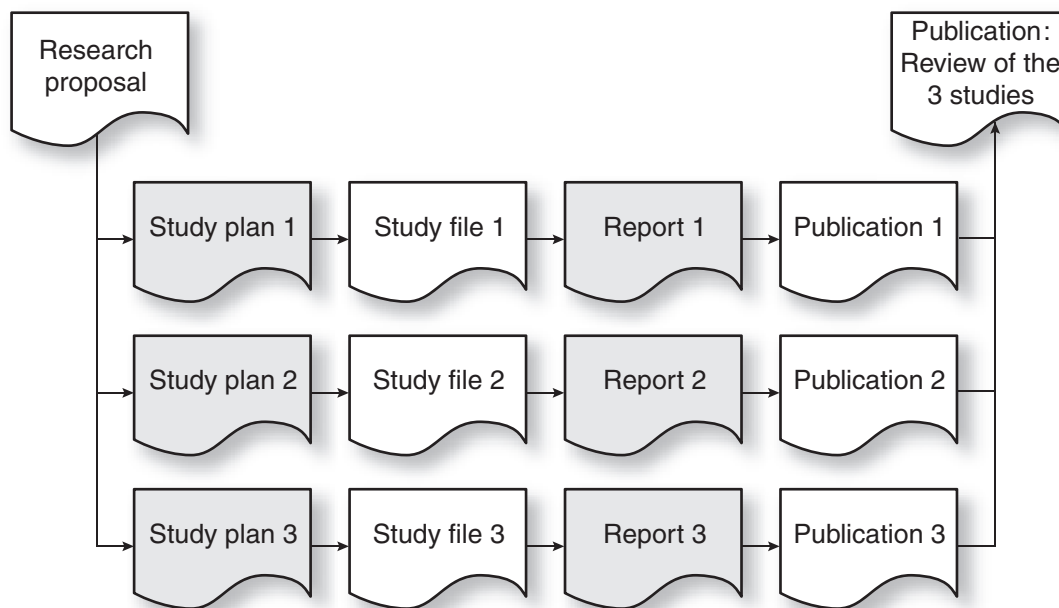 Research
proposal
Publication:
Review of the
3 studies
Study plan 1
Study file 1
Report 1
Publication 1
Study plan 2
Study file 2
Report 2
Publication 2
Study plan 3
Study file 3
Report 3
Publication 3